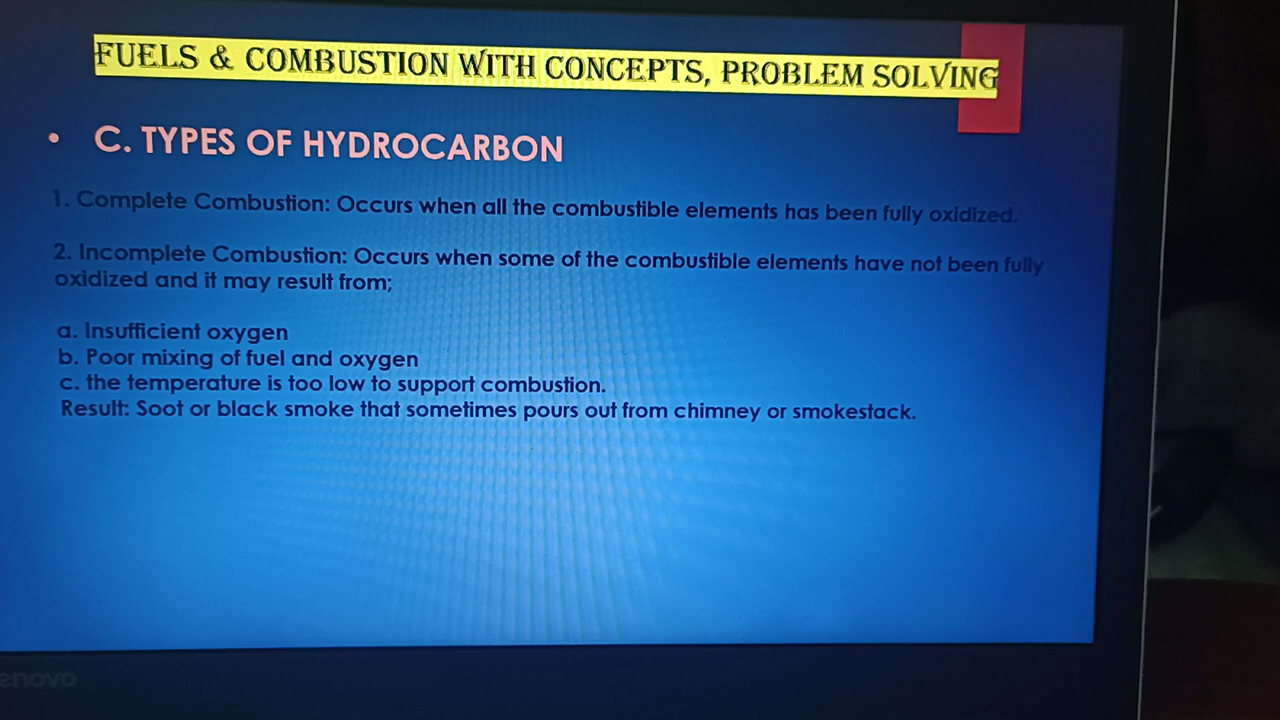 FUELS & COMBUSTION WITH CONCEPTS, PROBLEM SOLVING
• C. TYPES OF HYDROCARBON
1. Complete Combustion: Occurs when all the combustible elements has been fully oxidized.
2. Incomplete Combustion: Occurs when some of the combustible elements have not been fully
oxidized and it may result from;
a. Insufficient oxygen
b. Poor mixing of fuel and oxygen
c. the temperature is too low to support combustion.
Result: Soot or black smoke that sometimes pours out from chimney or smokestack.
enovo